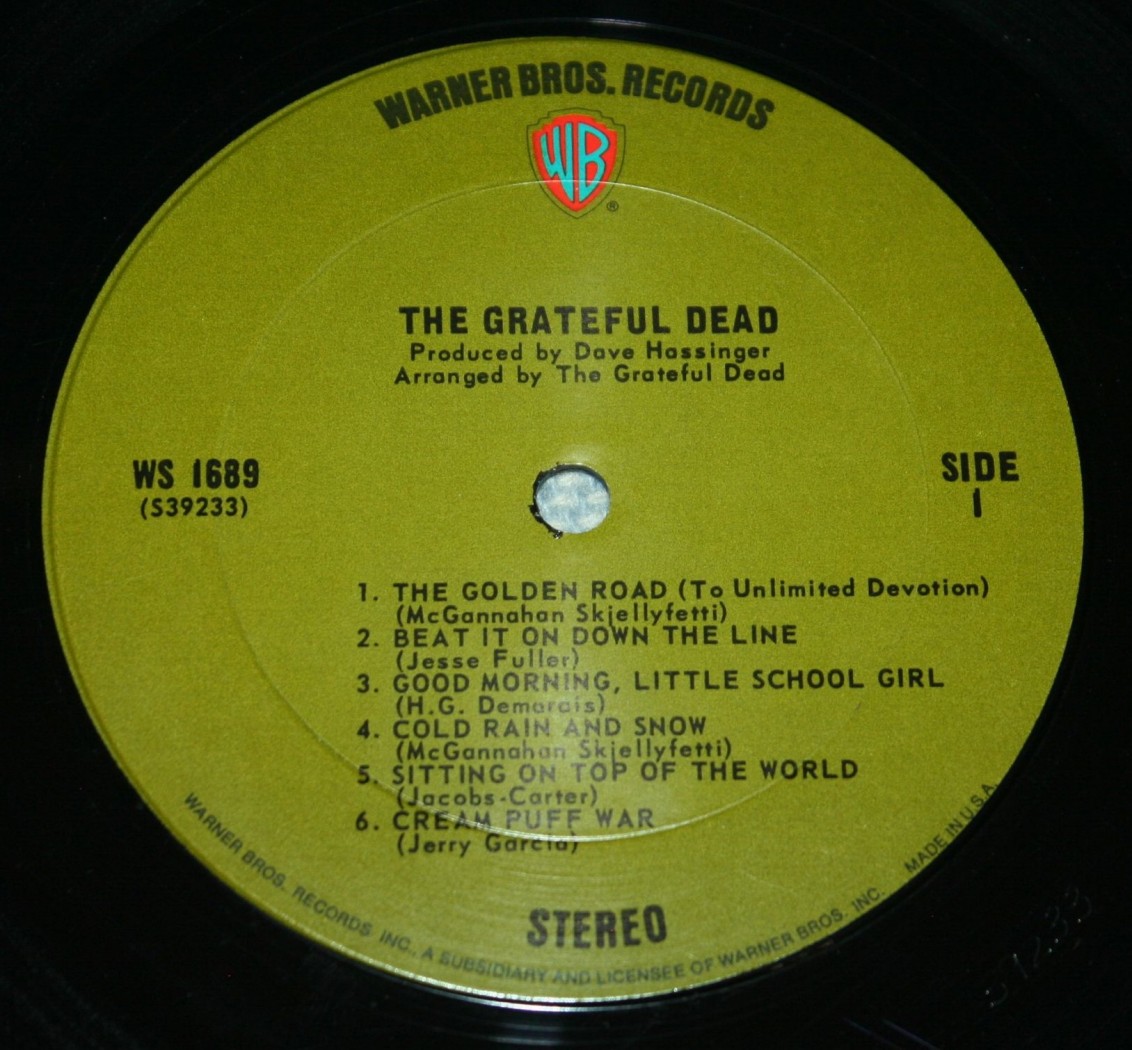 WARNER BROS. RECORDS
WB
®
THE GRATEFUL DEAD
Produced by Dave Hassinger
Arranged by The Grateful Dead
WS 1689
(S39233)
SIDE
1
1. THE GOLDEN ROAD (To Unlimited Devotion)
(McGannahan Skjellyfetti)
2. BEAT IT ON DOWN THE LINE
(Jesse Fuller)
3. GOOD MORNING, LITTLE SCHOOL GIRL
(H.G. Demarais)
4. COLD RAIN AND SNOW
(McGannahan Skjellyfetti)
5. SITTING ON TOP OF THE WORLD
(Jacobs-Carter)
6. CREAM PUFF WAR
(Jerry Garcia)
STEREO
WARNER BROS. RECORDS INC., A SUBSIDIARY AND LICENSEE OF WARNER BROS. INC. MADE IN U.S.A.